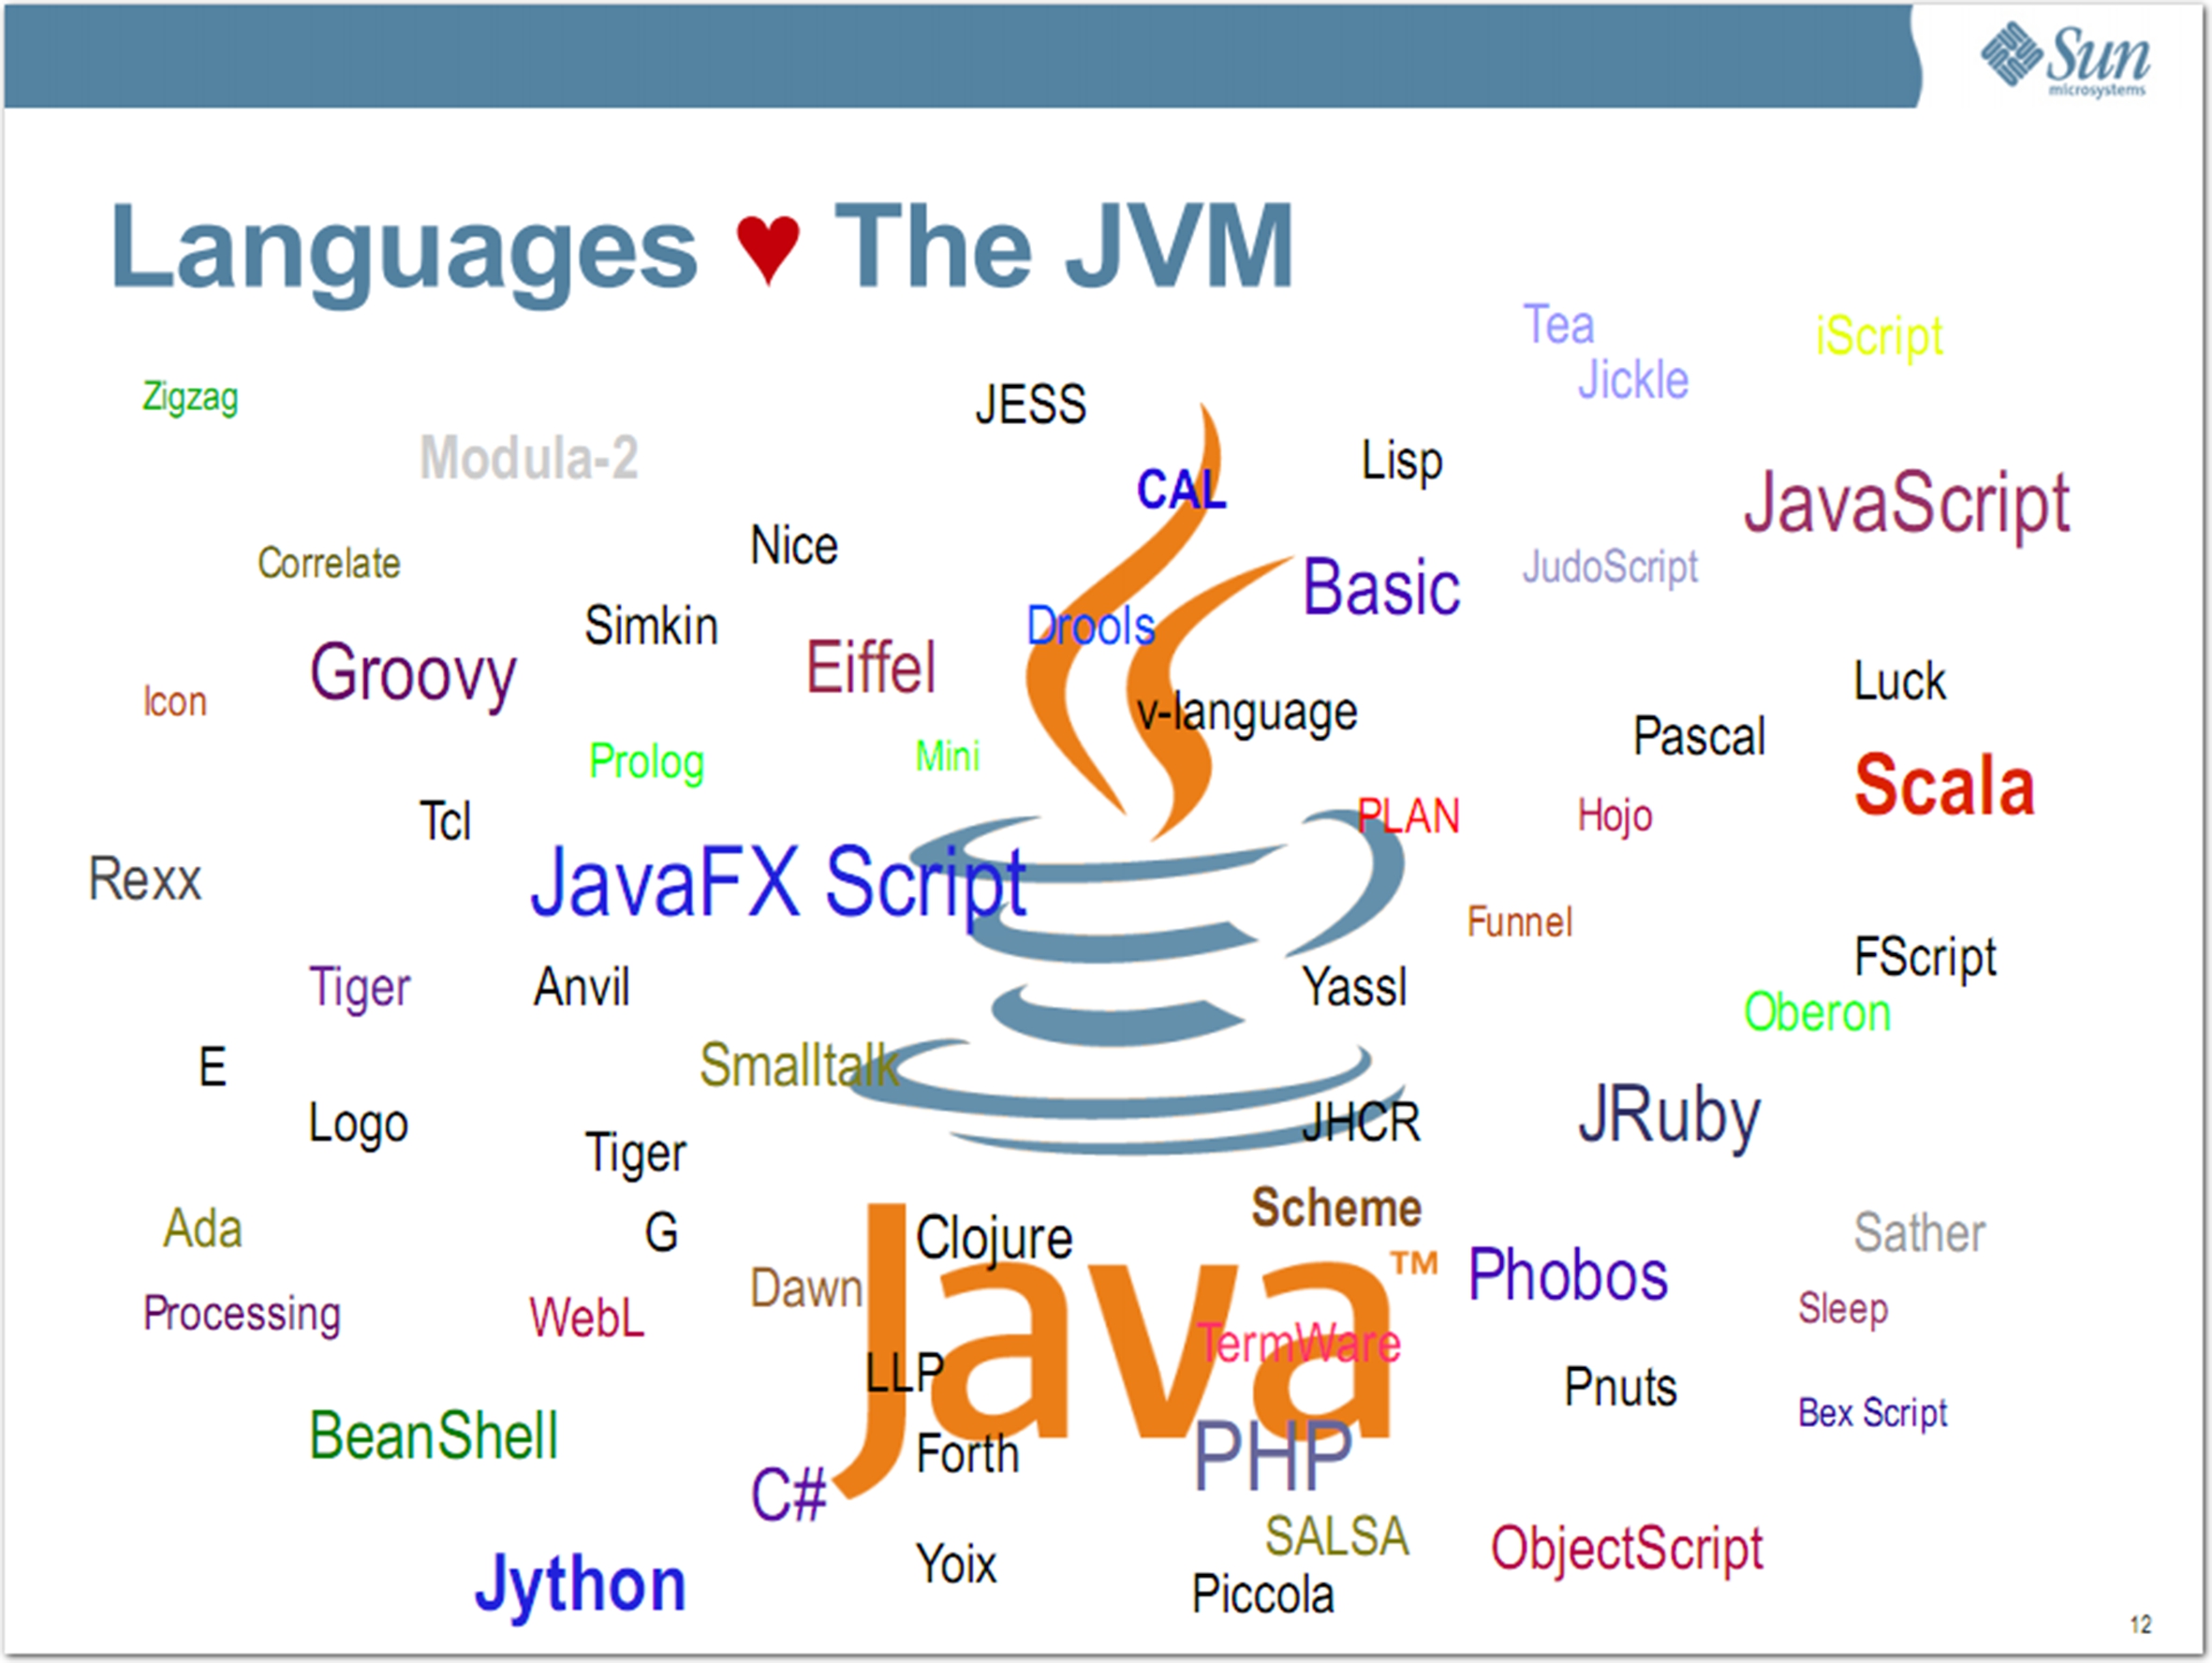 Sun
microsystems
Languages ♥ The JVM
Tea
iScript
Jickle
Zigzag
JESS
Modula-2
Lisp
CAL
JavaScript
Nice
Correlate
JudoScript
Basic
Simkin
Drools
Groovy
Eiffel
Luck
Icon
v-language
Pascal
Prolog
Mini
Scala
Tcl
PLAN
Hojo
Rexx
JavaFX Script
Funnel
FScript
Tiger
Anvil
Yassl
Oberon
E
Smalltalk
Logo
JHCR
JRuby
Tiger
Scheme
Ada
G
Clojure
Sather
Dawn
Java™
Phobos
Processing
WebL
Sleep
TermWare
LLP
Pnuts
Bex Script
BeanShell
Forth
PHP
C#
SALSA
ObjectScript
Yoix
Jython
Piccola
12